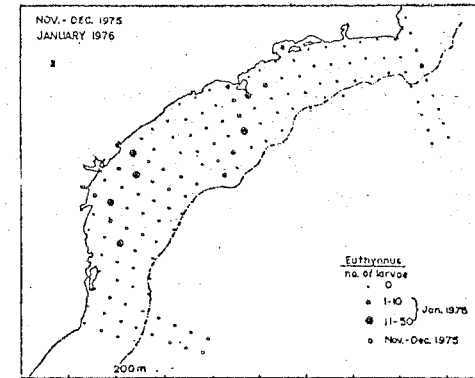 NOV. - DEC. 1975
JANUARY 1976
Euthynnus
no. of larvae
0
1-10
11-50
Jan. 1976
Nov.-Dec. 1975
200 m